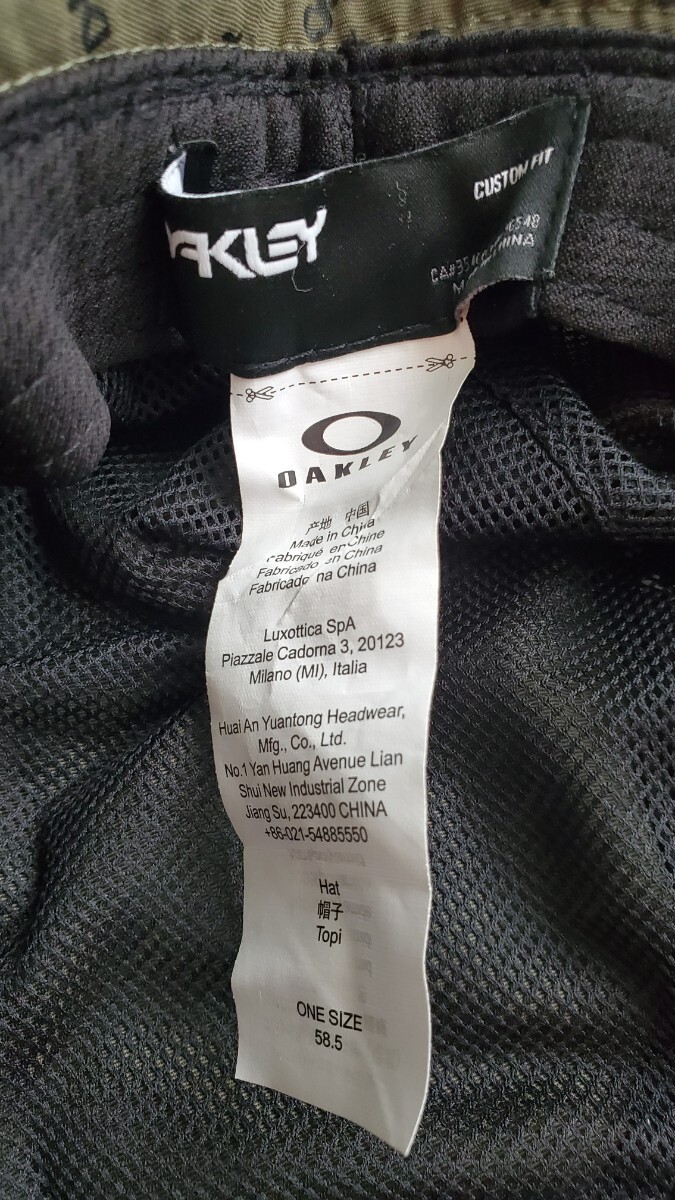 OAKLEY
CUSTOM FIT
OAKLEY
产地 中国
Made in China
Fabriqué en Chine
Fabricado en China
Fabricado na China
Luxottica SpA
Piazzale Cadorna 3, 20123
Milano (MI), Italia
Huai An Yuantong Headwear,
Mfg., Co., Ltd.
No.1 Yan Huang Avenue Lian
Shui New Industrial Zone
Jiang Su, 223400 CHINA
+86-021-54885550
Hat
帽子
Topi
ONE SIZE
58.5